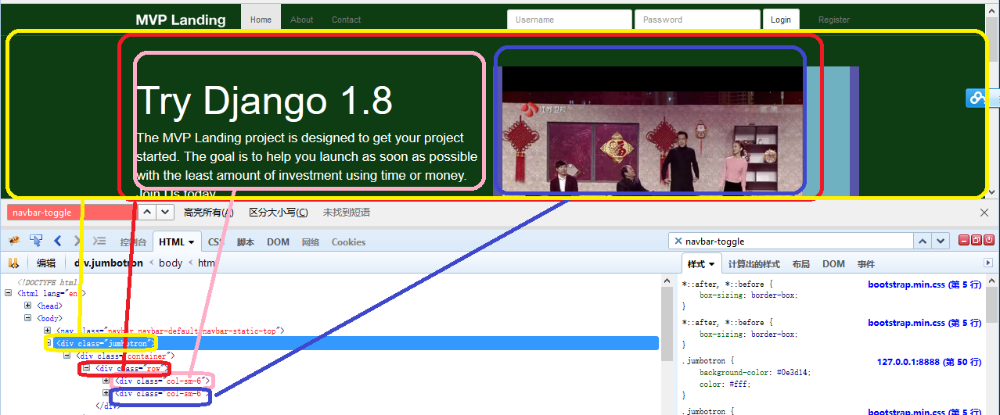 MVP Landing Home About Contact Username Password Login Register
Try Django 1.8
The MVP Landing project is designed to get your project
started. The goal is to help you launch as soon as possible
with the least amount of investment using time or money.
Join Us today
江苏卫视
navbar-toggle 高亮所有(A) 区分大小写(C) 未找到短语
控制台 HTML CSS 脚本 DOM 网络 Cookies navbar-toggle
编辑 div.jumbotron < body < html
样式 计算出的样式 布局 DOM 事件
<!DOCTYPE html>
<html lang="en">
<head>
<body>
<nav class="navbar navbar-default navbar-static-top">
<div class="jumbotron">
<div class="container">
<div class="row">
<div class="col-sm-6">
<div class="col-sm-6">
</div>
*::after, *::before { bootstrap.min.css (第 5 行)
box-sizing: border-box;
}
*::after, *::before { bootstrap.min.css (第 5 行)
box-sizing: border-box;
}
.jumbotron { 127.0.0.1:8888 (第 50 行)
background-color: #0e3d14;
color: #fff;
}
.jumbotron { bootstrap.min.css (第 5 行)